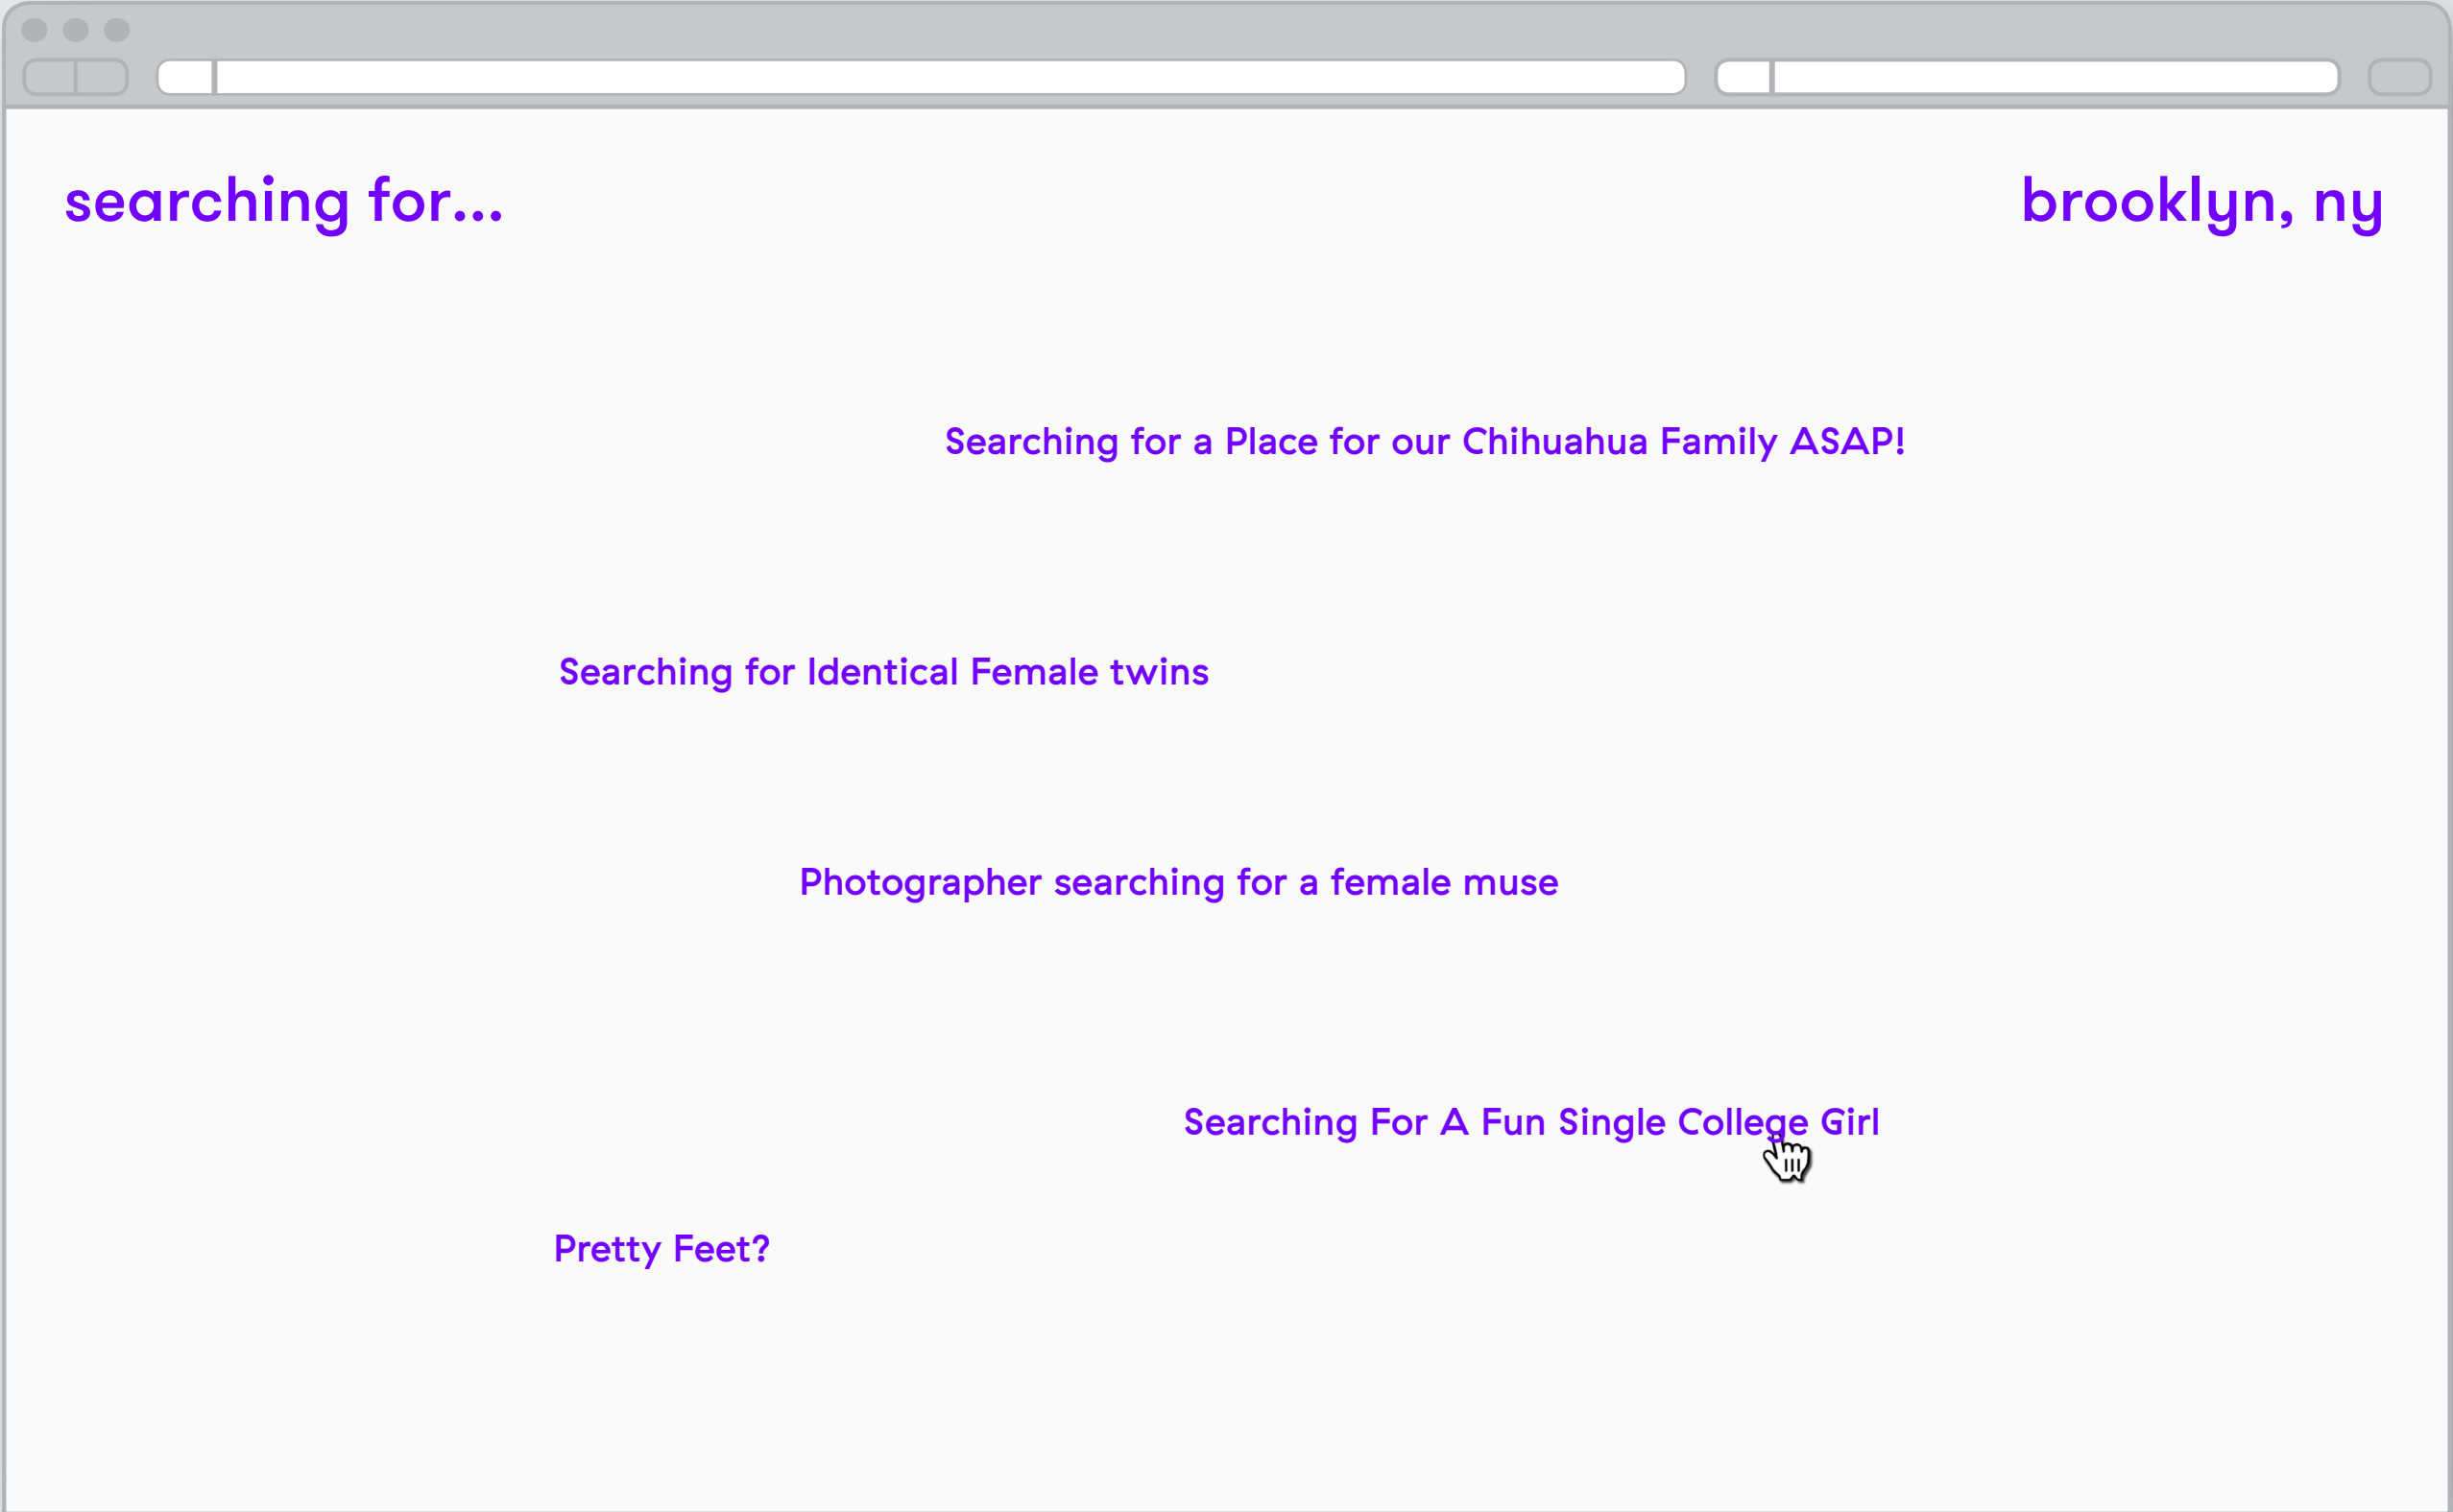 searching for...
brooklyn, ny
Searching for a Place for our Chihuahua Family ASAP!
Searching for Identical Female twins
Photographer searching for a female muse
Searching For A Fun Single College Girl
Pretty Feet?